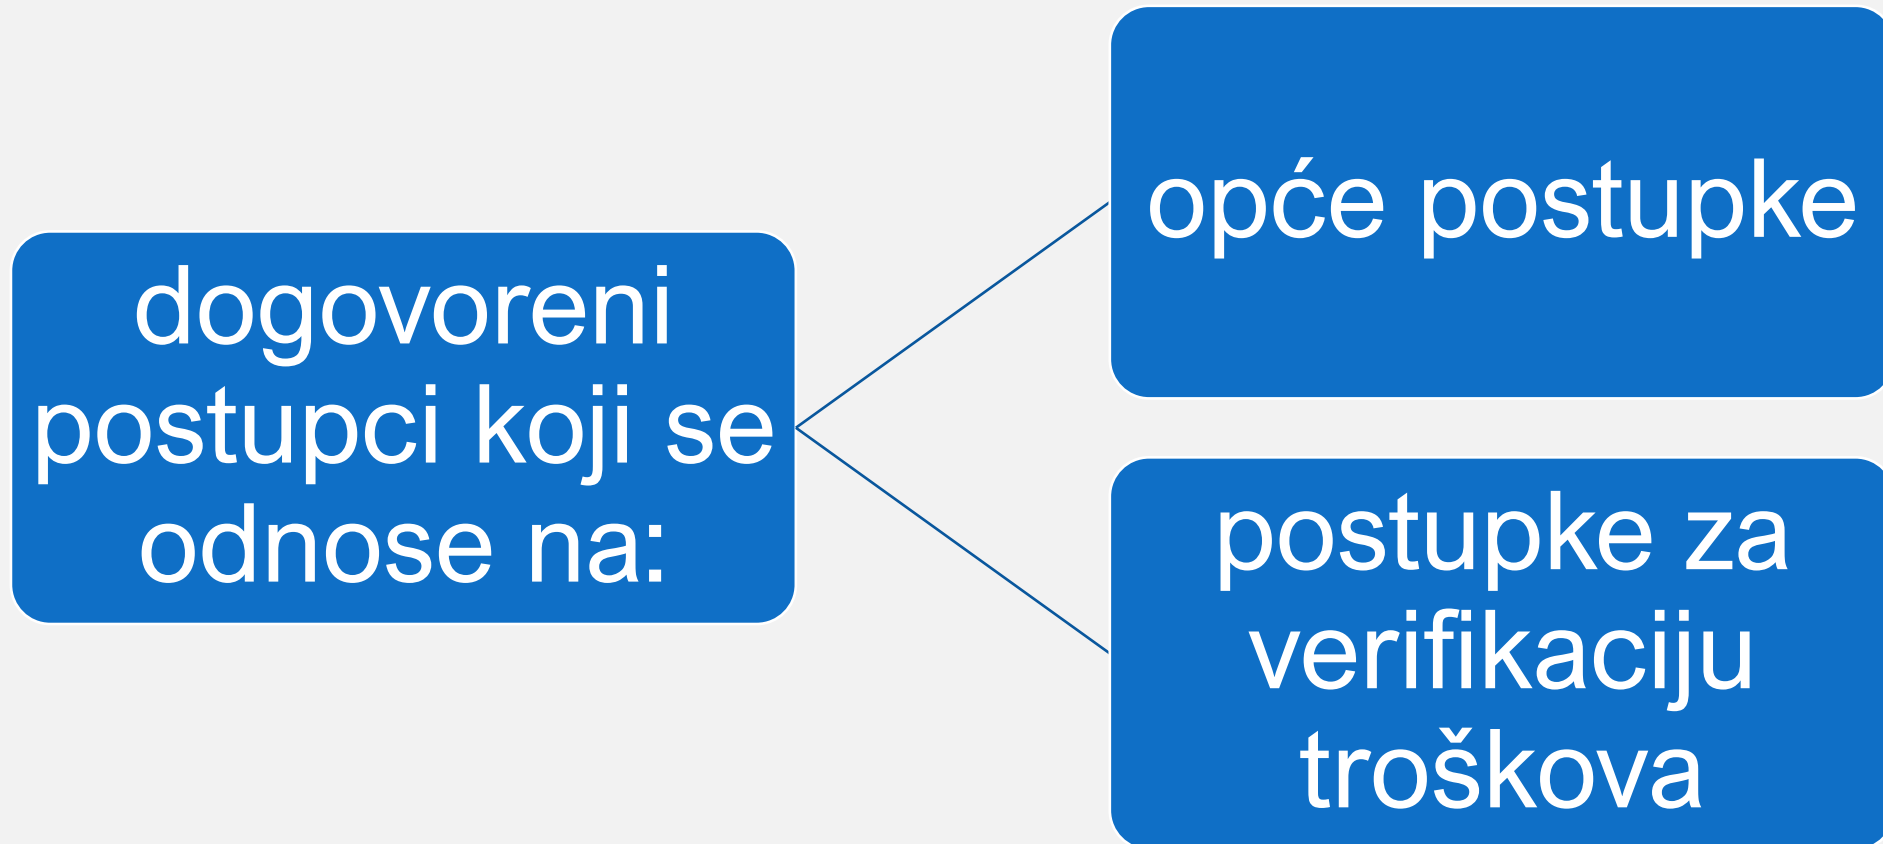 dogovoreni
postupci koji se
odnose na:
opće postupke
postupke za
verifikaciju
troškova